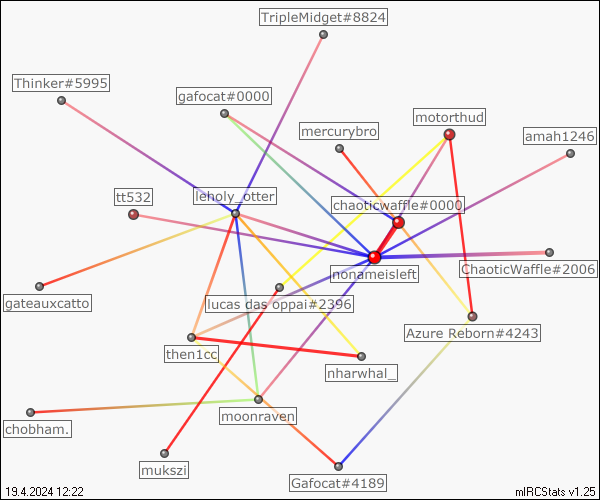 TripleMidget#8824
Thinker#5995
gafocat#0000
motorthud
mercurybro
amah1246
tt532
leholy_otter
chaoticwaffle#0000
nonameisleft
ChaoticWaffle#2006
gateauxcatto
lucas das oppai#2396
Azure Reborn#4243
then1cc
nharwhal_
moonraven
chobham.
mukszi
Gafocat#4189
19.4.2024 12:22
mIRCStats v1.25